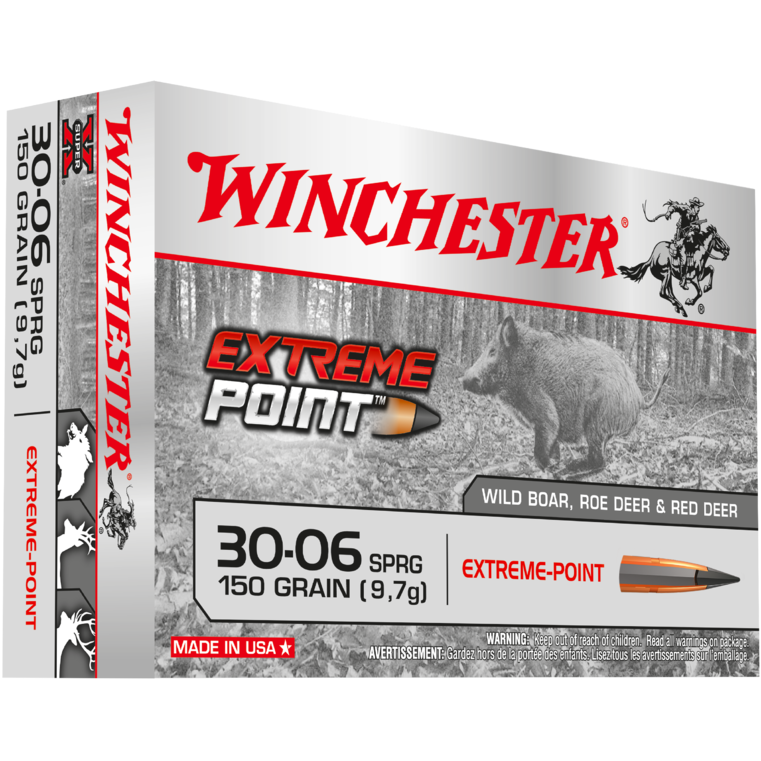 WINCHESTER®
EXTREME
POINT™
WILD BOAR, ROE DEER & RED DEER
30-06 SPRG
150 GRAIN (9,7g)
EXTREME-POINT
MADE IN USA
WARNING: Keep out of reach of children. Read all warnings on package.
AVERTISSEMENT: Gardez hors de la portée des enfants. Lisez tous les avertissements sur l'emballage.
WINCHESTER
SUPER
X
30-06 SPRG
150 GRAIN (9,7g)
EXTREME-POINT